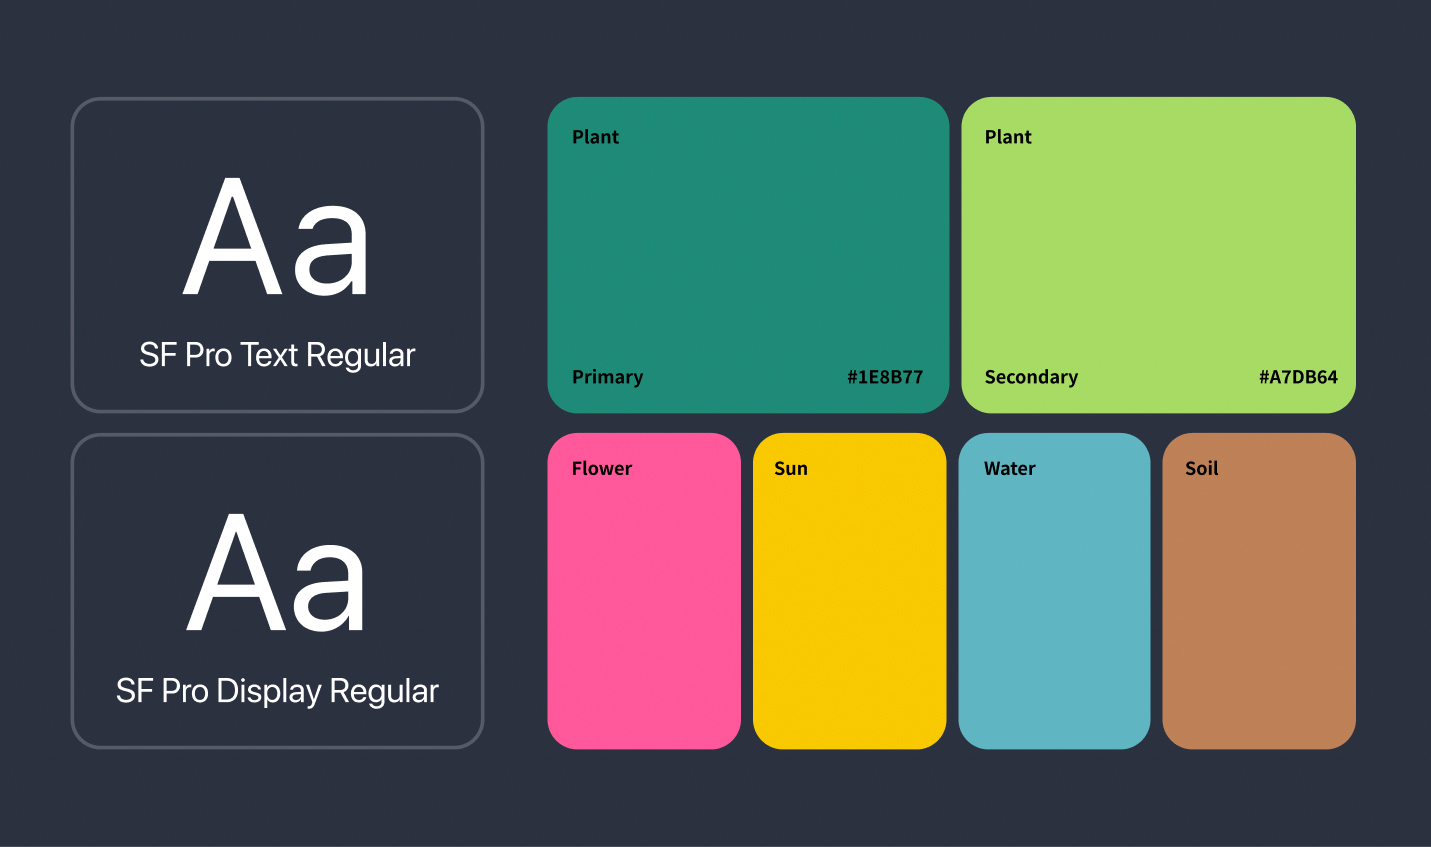 Aa
SF Pro Text Regular
Aa
SF Pro Display Regular
Plant
Primary #1E8B77
Plant
Secondary #A7DB64
Flower
Sun
Water
Soil